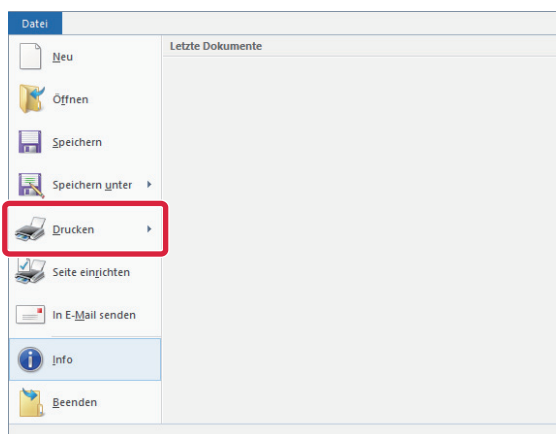 Datei
Letzte Dokumente
Neu
Öffnen
Speichern
Speichern unter
Drucken
Seite einrichten
In E-Mail senden
Info
Beenden